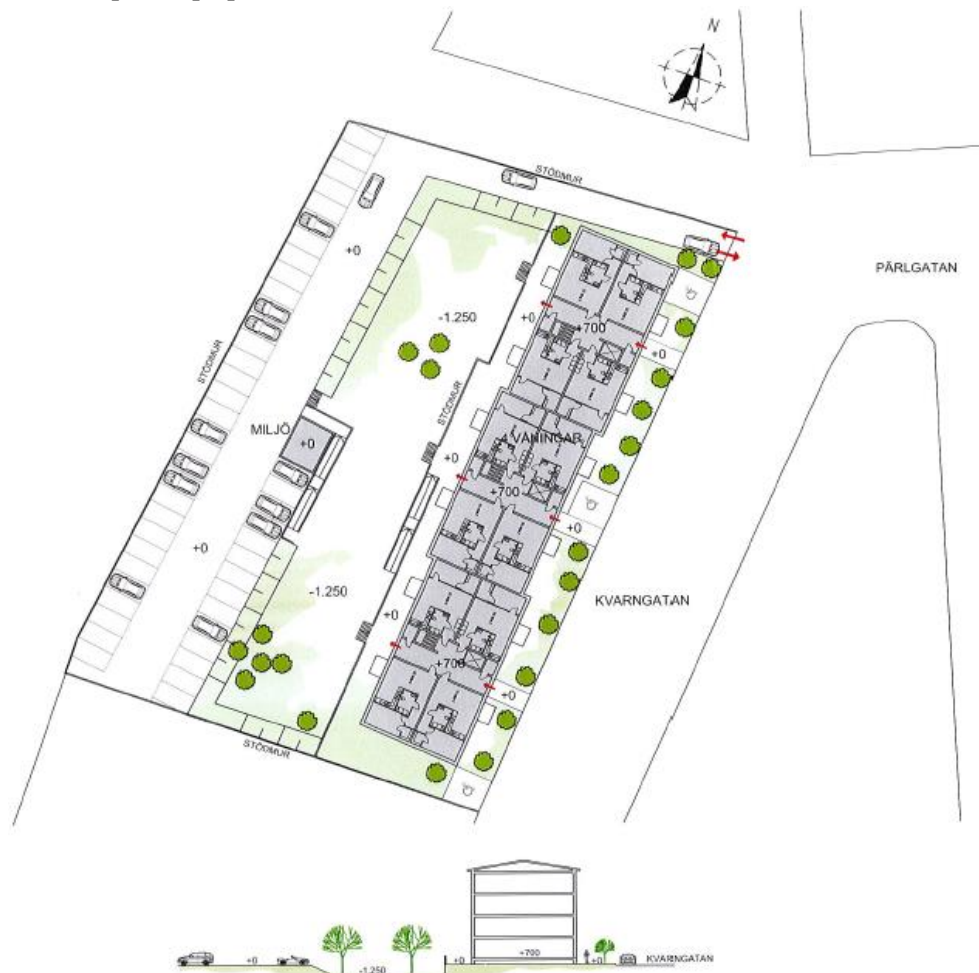 N
STÖDMUR
PÄRLGATAN
+0
-1.250
+0
+700
+0
STÖDMUR
STÖDMUR
MILJÖ
+0
4 VÅNINGAR
+0
+700
+0
+0
-1.250
KVARNGATAN
+0
+700
+0
STÖDMUR
+0
-1.250
+0
+700
+0
KVARNGATAN